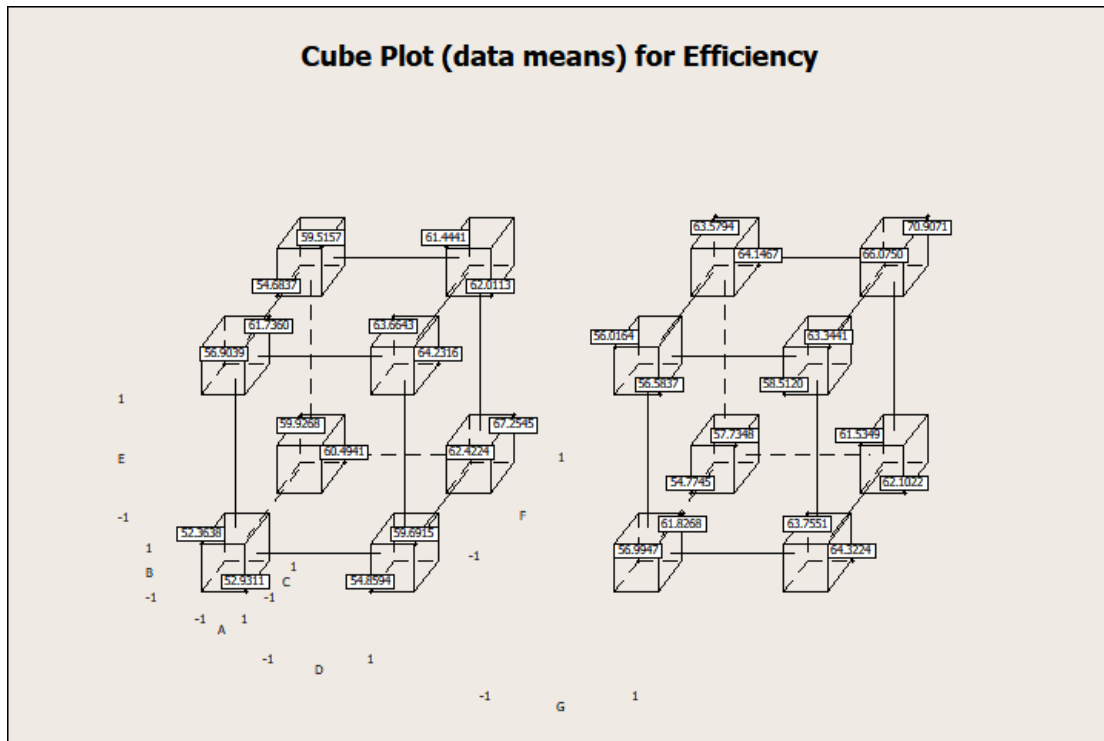 Cube Plot (data means) for Efficiency
63.5794 70.9071
59.5157 61.4441
64.1467 66.0750
54.6837 62.0113
61.7360 63.6643
56.0164 63.3441
56.9039 64.2316
56.5837 58.5120
1
59.9268 67.2545
57.7348 61.5349
60.4941 62.4224
E 1
54.7745 62.1022
-1 F
61.8268 63.7551
52.3638 59.6915
1
56.9947 64.3224
-1
B 1
C
52.9311 54.8594
-1 -1
-1 1
A
-1 1
D
-1 1
G